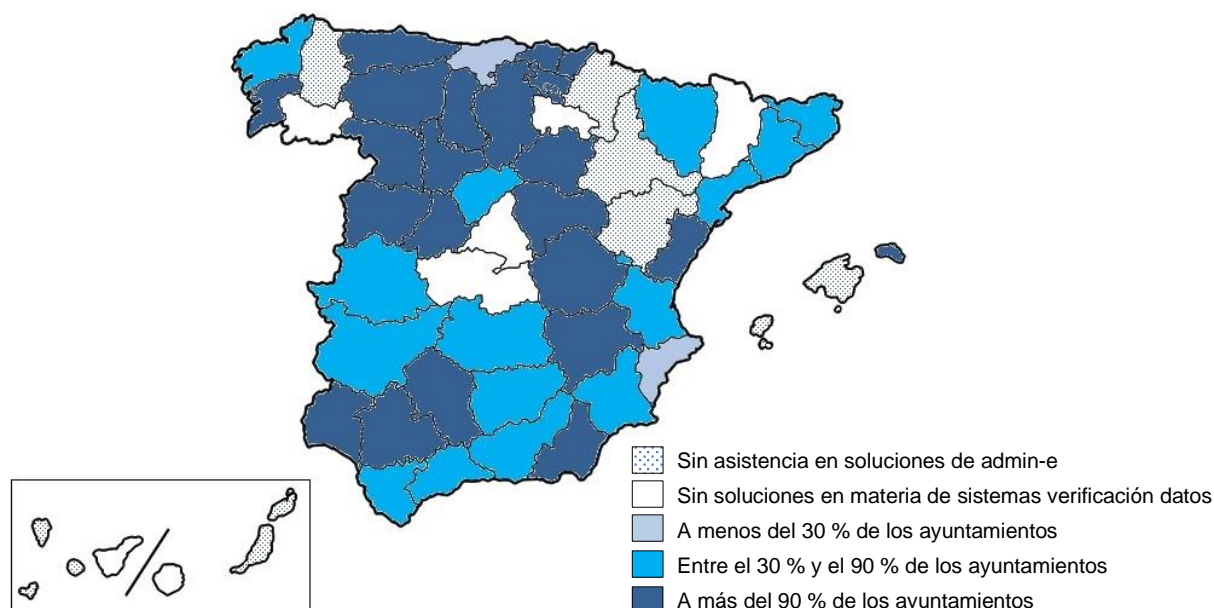 Sin asistencia en soluciones de admin-e
Sin soluciones en materia de sistemas verificación datos
A menos del 30 % de los ayuntamientos
Entre el 30 % y el 90 % de los ayuntamientos
A más del 90 % de los ayuntamientos